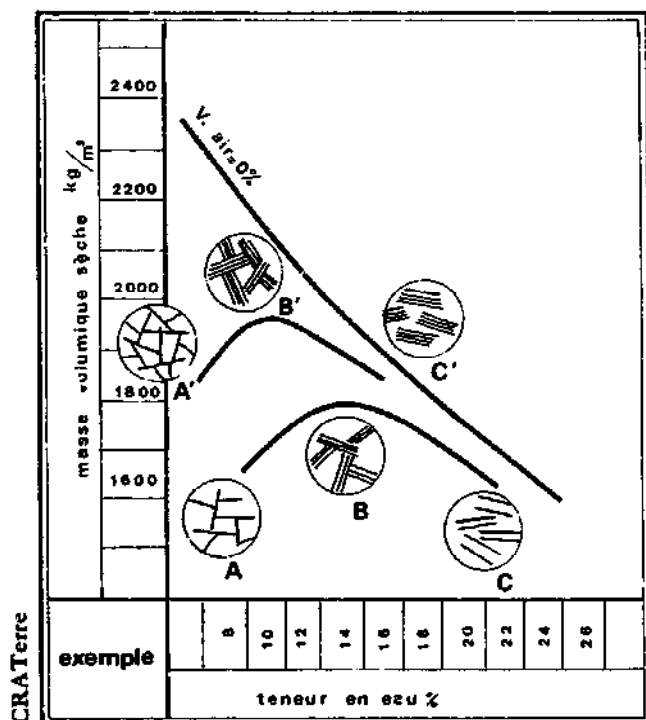 masse volumique sèche kg/m³
2400
2200
2000
1800
1600
V. air=0%
B'
C'
A'
B
A
C
CRATerre
exemple
8 10 12 14 16 18 20 22 24 26
teneur en eau %